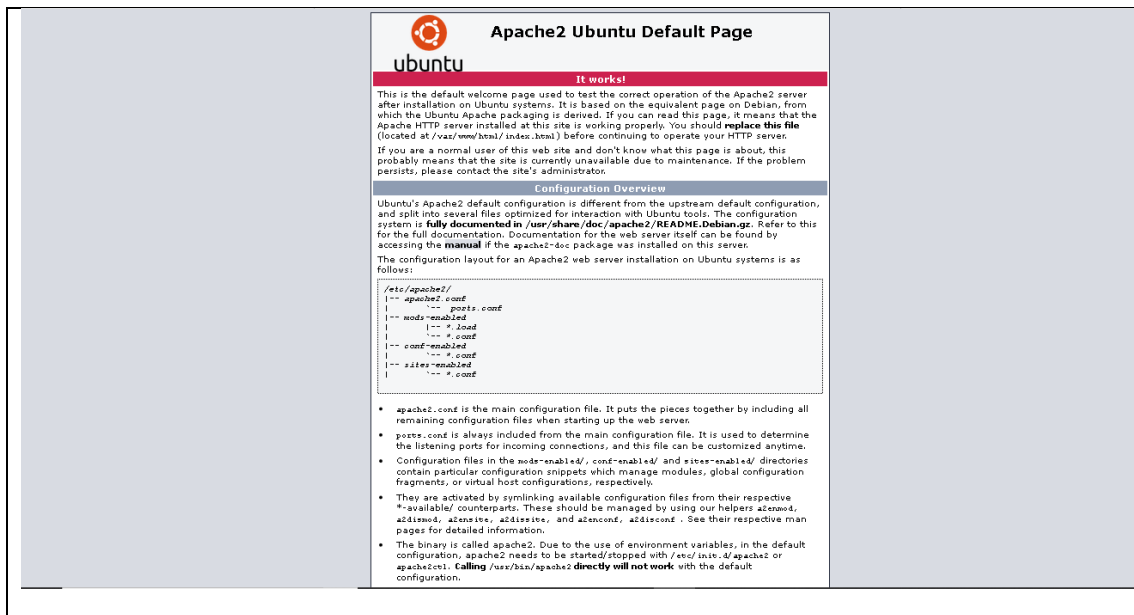 ubuntu
Apache2 Ubuntu Default Page
It works!
This is the default welcome page used to test the correct operation of the Apache2 server
after installation on Ubuntu systems. It is based on the equivalent page on Debian, from
which the Ubuntu Apache packaging is derived. If you can read this page, it means that the
Apache HTTP server installed at this site is working properly. You should replace this file
(located at /var/www/html/index.html) before continuing to operate your HTTP server.
If you are a normal user of this web site and don't know what this page is about, this
probably means that the site is currently unavailable due to maintenance. If the problem
persists, please contact the site's administrator.
Configuration Overview
Ubuntu's Apache2 default configuration is different from the upstream default configuration,
and split into several files optimized for interaction with Ubuntu tools. The configuration
system is fully documented in /usr/share/doc/apache2/README.Debian.gz. Refer to this
for the full documentation. Documentation for the web server itself can be found by
accessing the manual if the apache2-doc package was installed on this server.
The configuration layout for an Apache2 web server installation on Ubuntu systems is as
follows:
/etc/apache2/
|-- apache2.conf
|       `--  ports.conf
|-- mods-enabled
|       |-- *.load
|       `-- *.conf
|-- conf-enabled
|       `-- *.conf
|-- sites-enabled
|       `-- *.conf
• apache2.conf is the main configuration file. It puts the pieces together by including all
remaining configuration files when starting up the web server.
• ports.conf is always included from the main configuration file. It is used to determine
the listening ports for incoming connections, and this file can be customized anytime.
• Configuration files in the mods-enabled/, conf-enabled/ and sites-enabled/ directories
contain particular configuration snippets which manage modules, global configuration
fragments, or virtual host configurations, respectively.
• They are activated by symlinking available configuration files from their respective
*-available/ counterparts. These should be managed by using our helpers a2enmod,
a2dismod, a2ensite, a2dissite, and a2enconf, a2disconf . See their respective man
pages for detailed information.
• The binary is called apache2. Due to the use of environment variables, in the default
configuration, apache2 needs to be started/stopped with /etc/init.d/apache2 or
apache2ctl. Calling /usr/bin/apache2 directly will not work with the default
configuration.